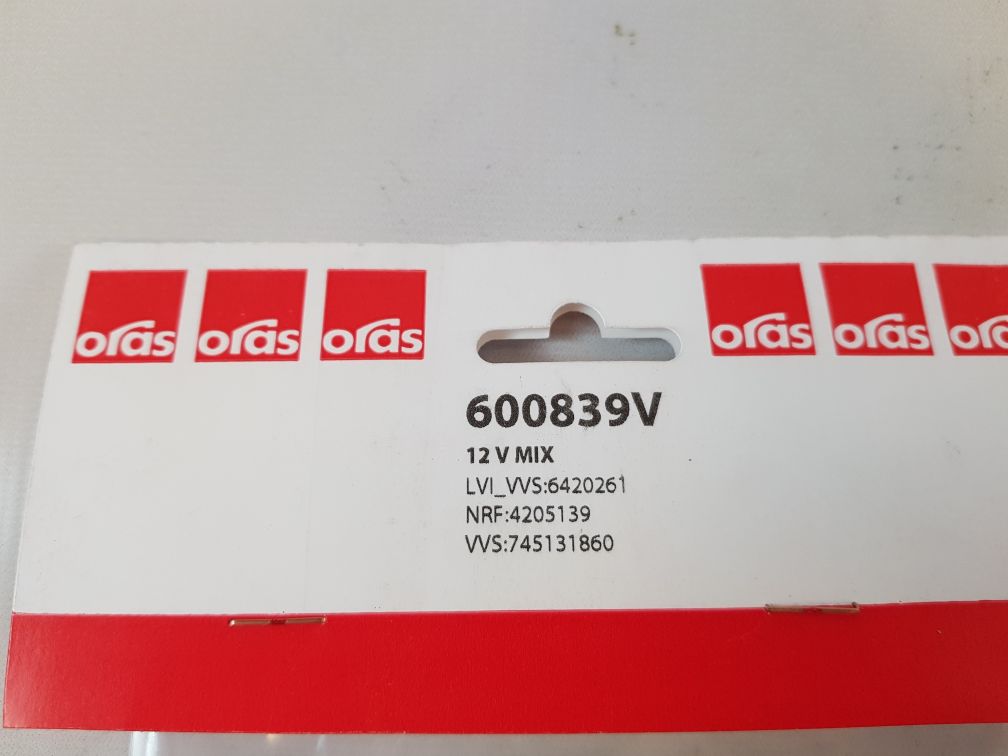 oras oras oras oras oras
600839V
12 V MIX
LVI_VVS:6420261
NRF:4205139
VVS:745131860